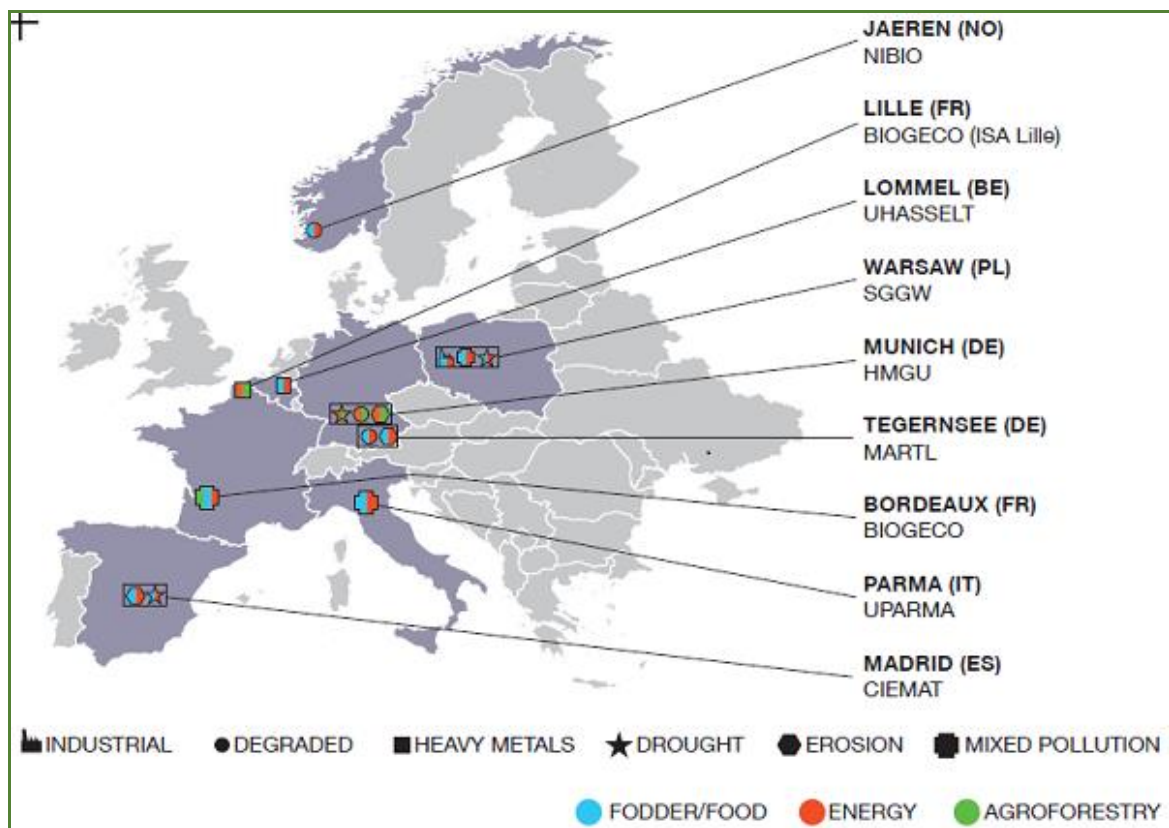 JAEREN (NO)
NIBIO
LILLE (FR)
BIOGECO (ISA Lille)
LOMMEL (BE)
UHASSELT
WARSAW (PL)
SGGW
MUNICH (DE)
HMGU
TEGERNSEE (DE)
MARTL
BORDEAUX (FR)
BIOGECO
PARMA (IT)
UPARMA
MADRID (ES)
CIEMAT
INDUSTRIAL DEGRADED HEAVY METALS DROUGHT EROSION MIXED POLLUTION
FODDER/FOOD ENERGY AGROFORESTRY